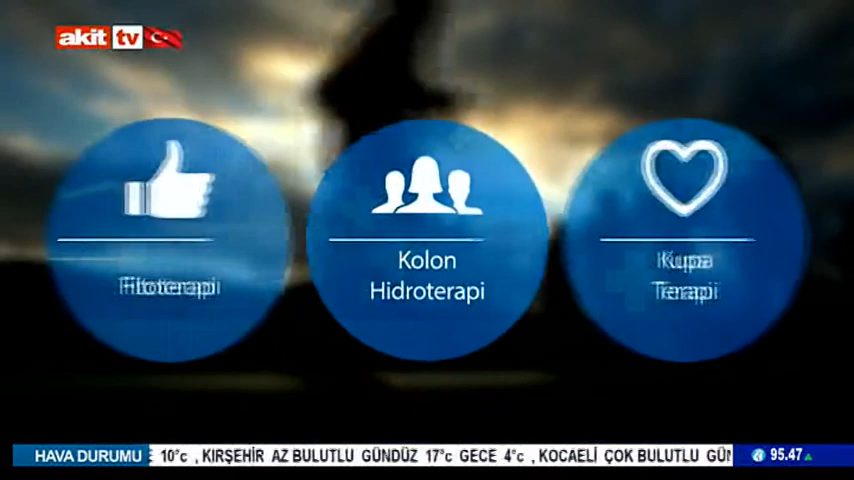 akit tv
Fitoterapi
Kolon
Hidroterapi
Kupa
Terapi
HAVA DURUMU
10°c , KIRŞEHİR AZ BULUTLU GÜNDÜZ 17°c GECE 4°c , KOCAELİ ÇOK BULUTLU
95.47